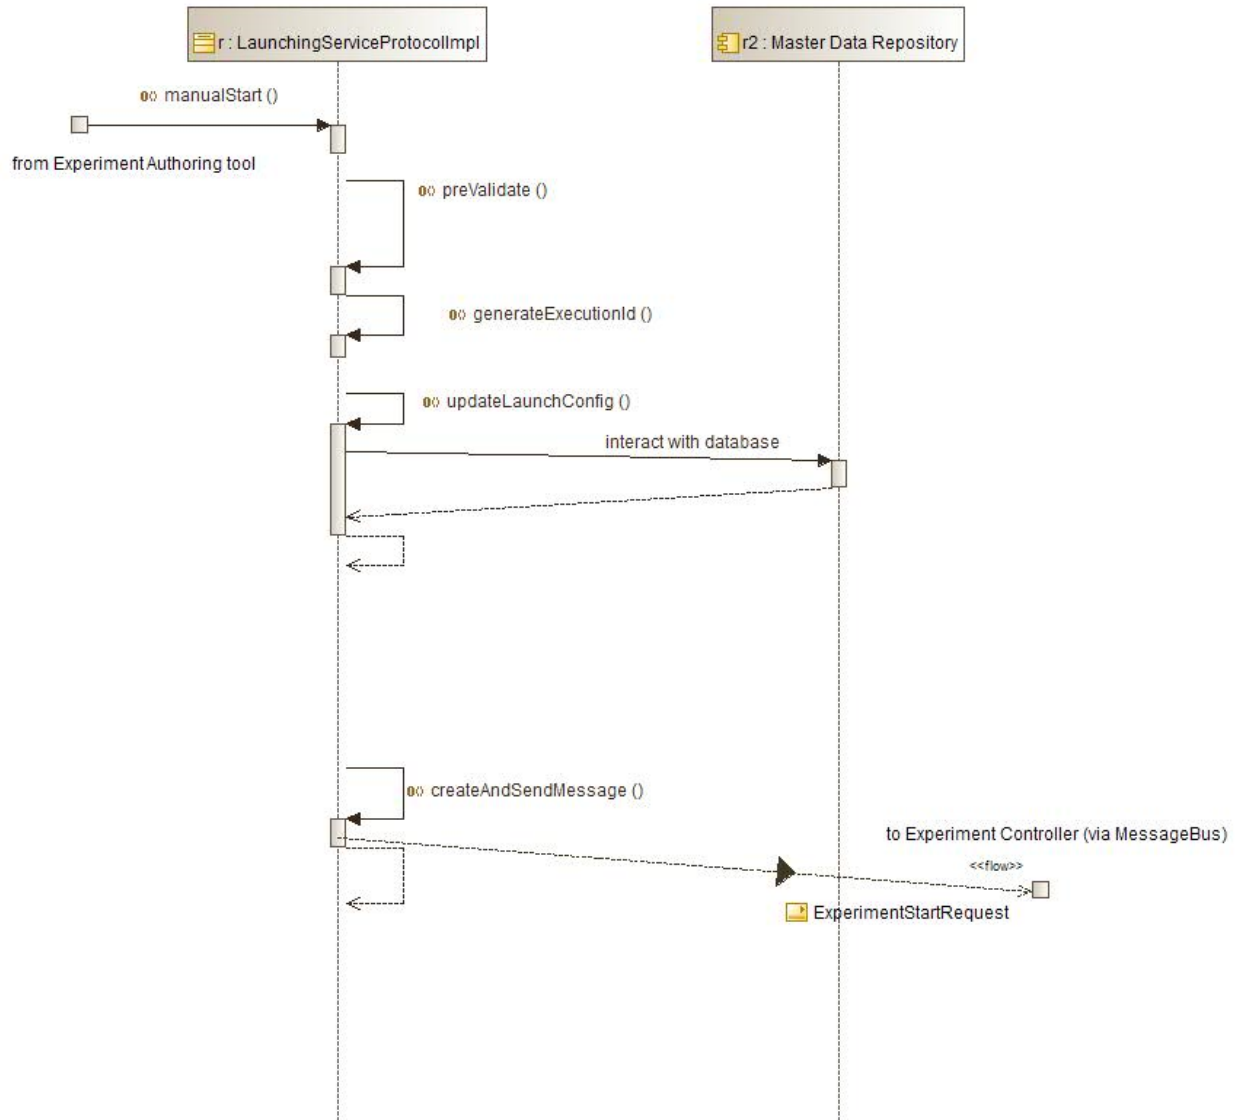 r : LaunchingServiceProtocolImpl
r2 : Master Data Repository
manualStart ()
from Experiment Authoring tool
preValidate ()
generateExecutionId ()
updateLaunchConfig ()
interact with database
createAndSendMessage ()
to Experiment Controller (via MessageBus)
<<flow>>
ExperimentStartRequest